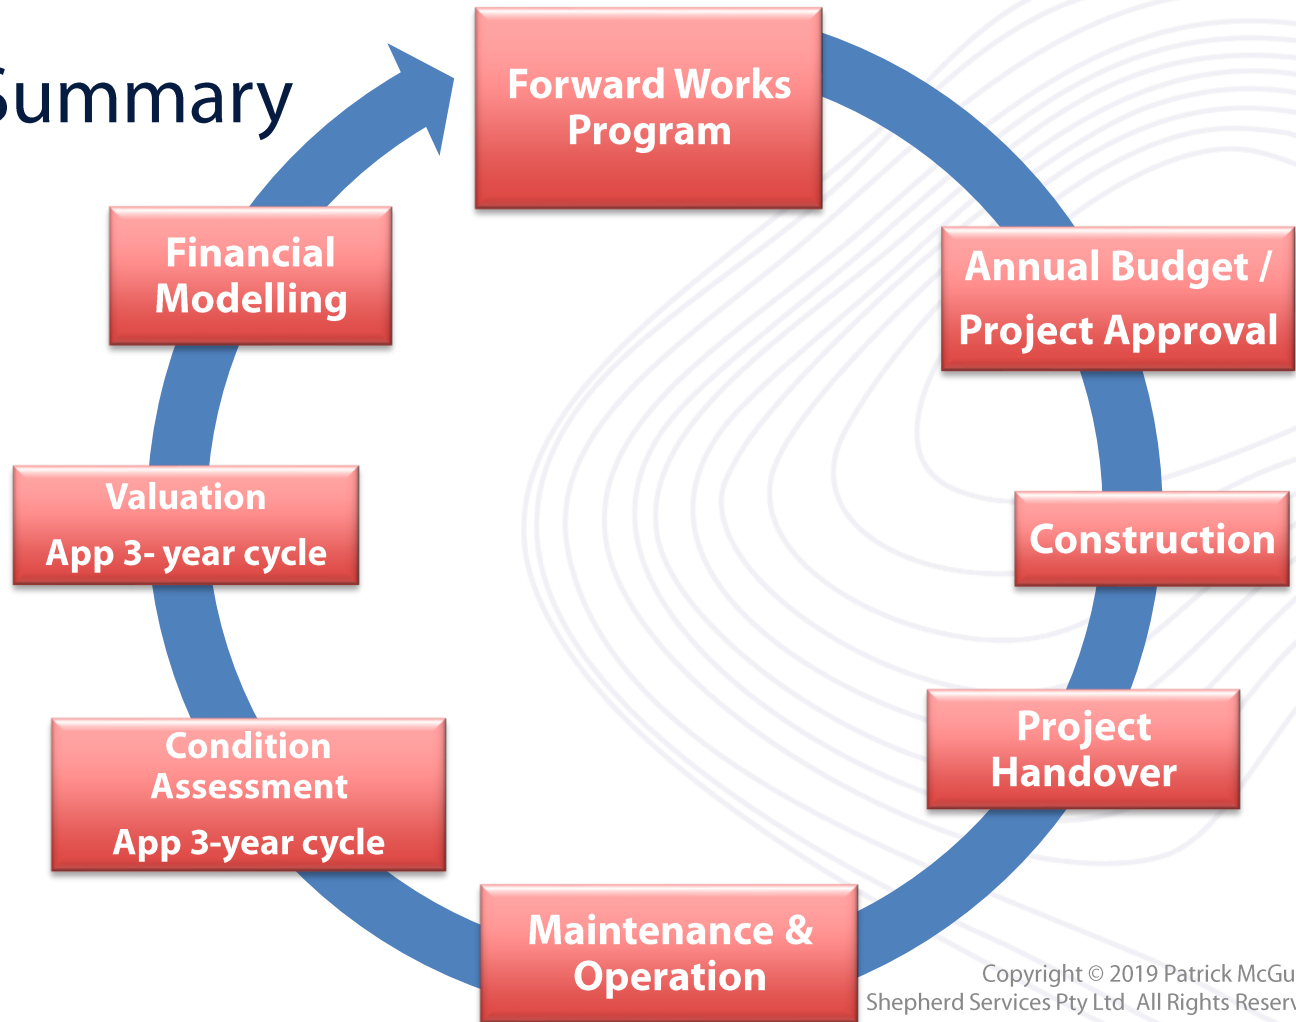 Summary
Forward Works
Program
Annual Budget /
Project Approval
Construction
Project
Handover
Maintenance &
Operation
Condition
Assessment
App 3-year cycle
Valuation
App 3- year cycle
Financial
Modelling
Copyright © 2019 Patrick McGu
Shepherd Services Pty Ltd All Rights Reserv